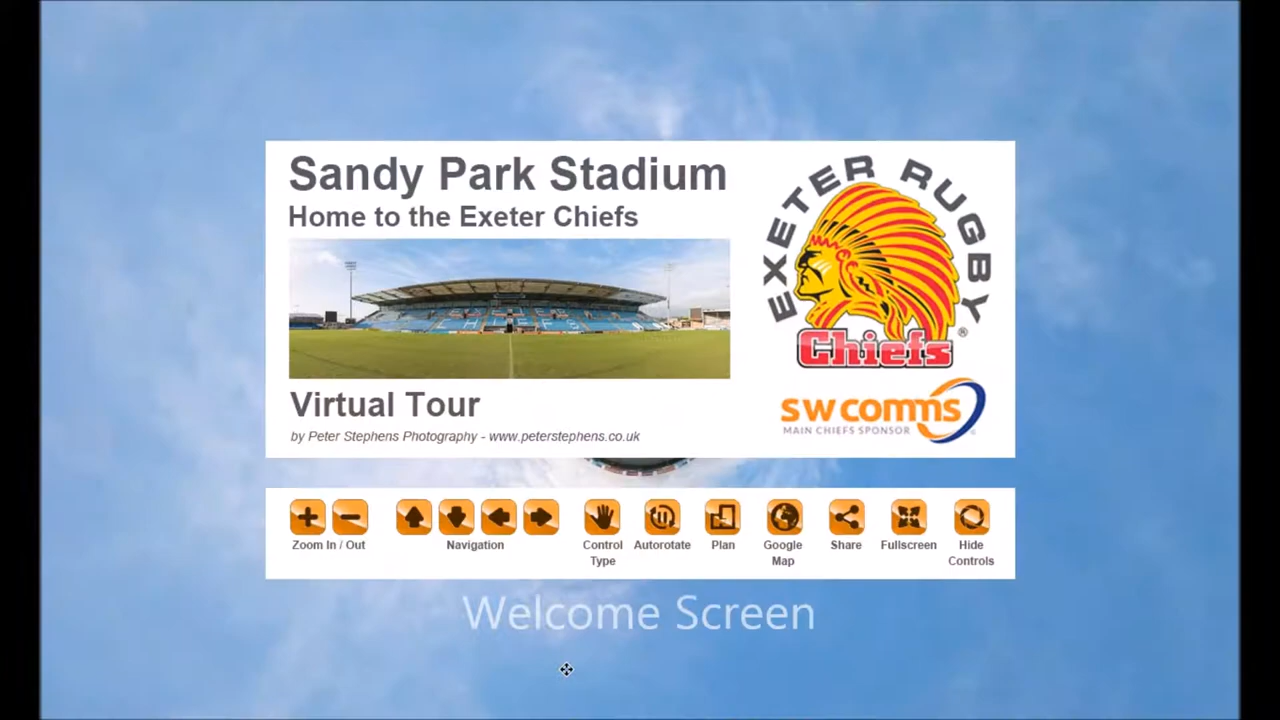 Sandy Park Stadium
Home to the Exeter Chiefs
CHIEFS
Virtual Tour
by Peter Stephens Photography - www.peterstephens.co.uk
EXETER RUGBY
Chiefs
®
sw comms
MAIN CHIEFS SPONSOR
Zoom In / Out
Navigation
Control
Type
Autorotate
Plan
Google
Map
Share
Fullscreen
Hide
Controls
Welcome Screen